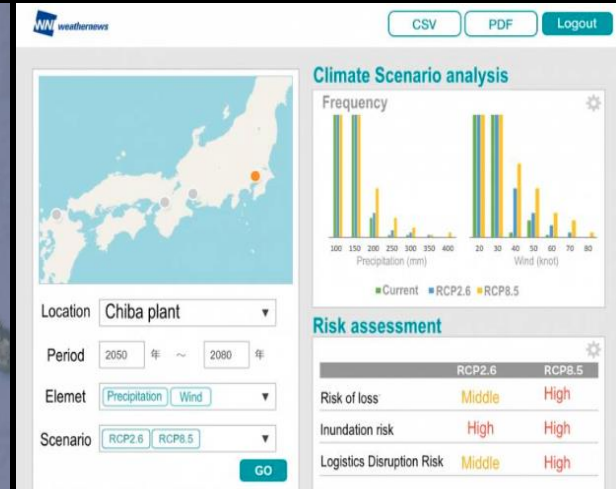 WNI weathernews
CSV PDF Logout
Climate Scenario analysis
Frequency
100 150 200 250 300 350 400
Precipitation (mm)
20 30 40 50 60 70 80
Wind (knot)
Current RCP2.6 RCP8.5
Location Chiba plant
Period 2050 年 ~ 2080 年
Elemet Precipitation Wind
Scenario RCP2.6 RCP8.5
GO
Risk assessment
RCP2.6 RCP8.5
Risk of loss Middle High
Inundation risk High High
Logistics Disruption Risk Middle High